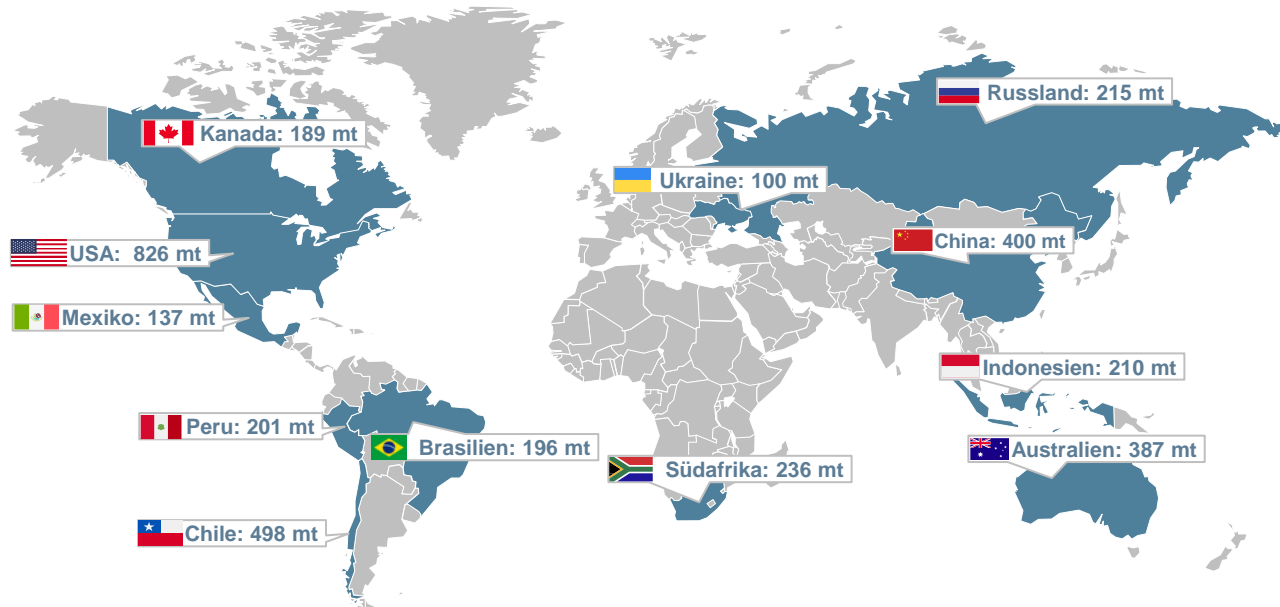 Russland: 215 mt
Kanada: 189 mt
Ukraine: 100 mt
China: 400 mt
USA: 826 mt
Mexiko: 137 mt
Indonesien: 210 mt
Peru: 201 mt
Brasilien: 196 mt
Australien: 387 mt
Südafrika: 236 mt
Chile: 498 mt